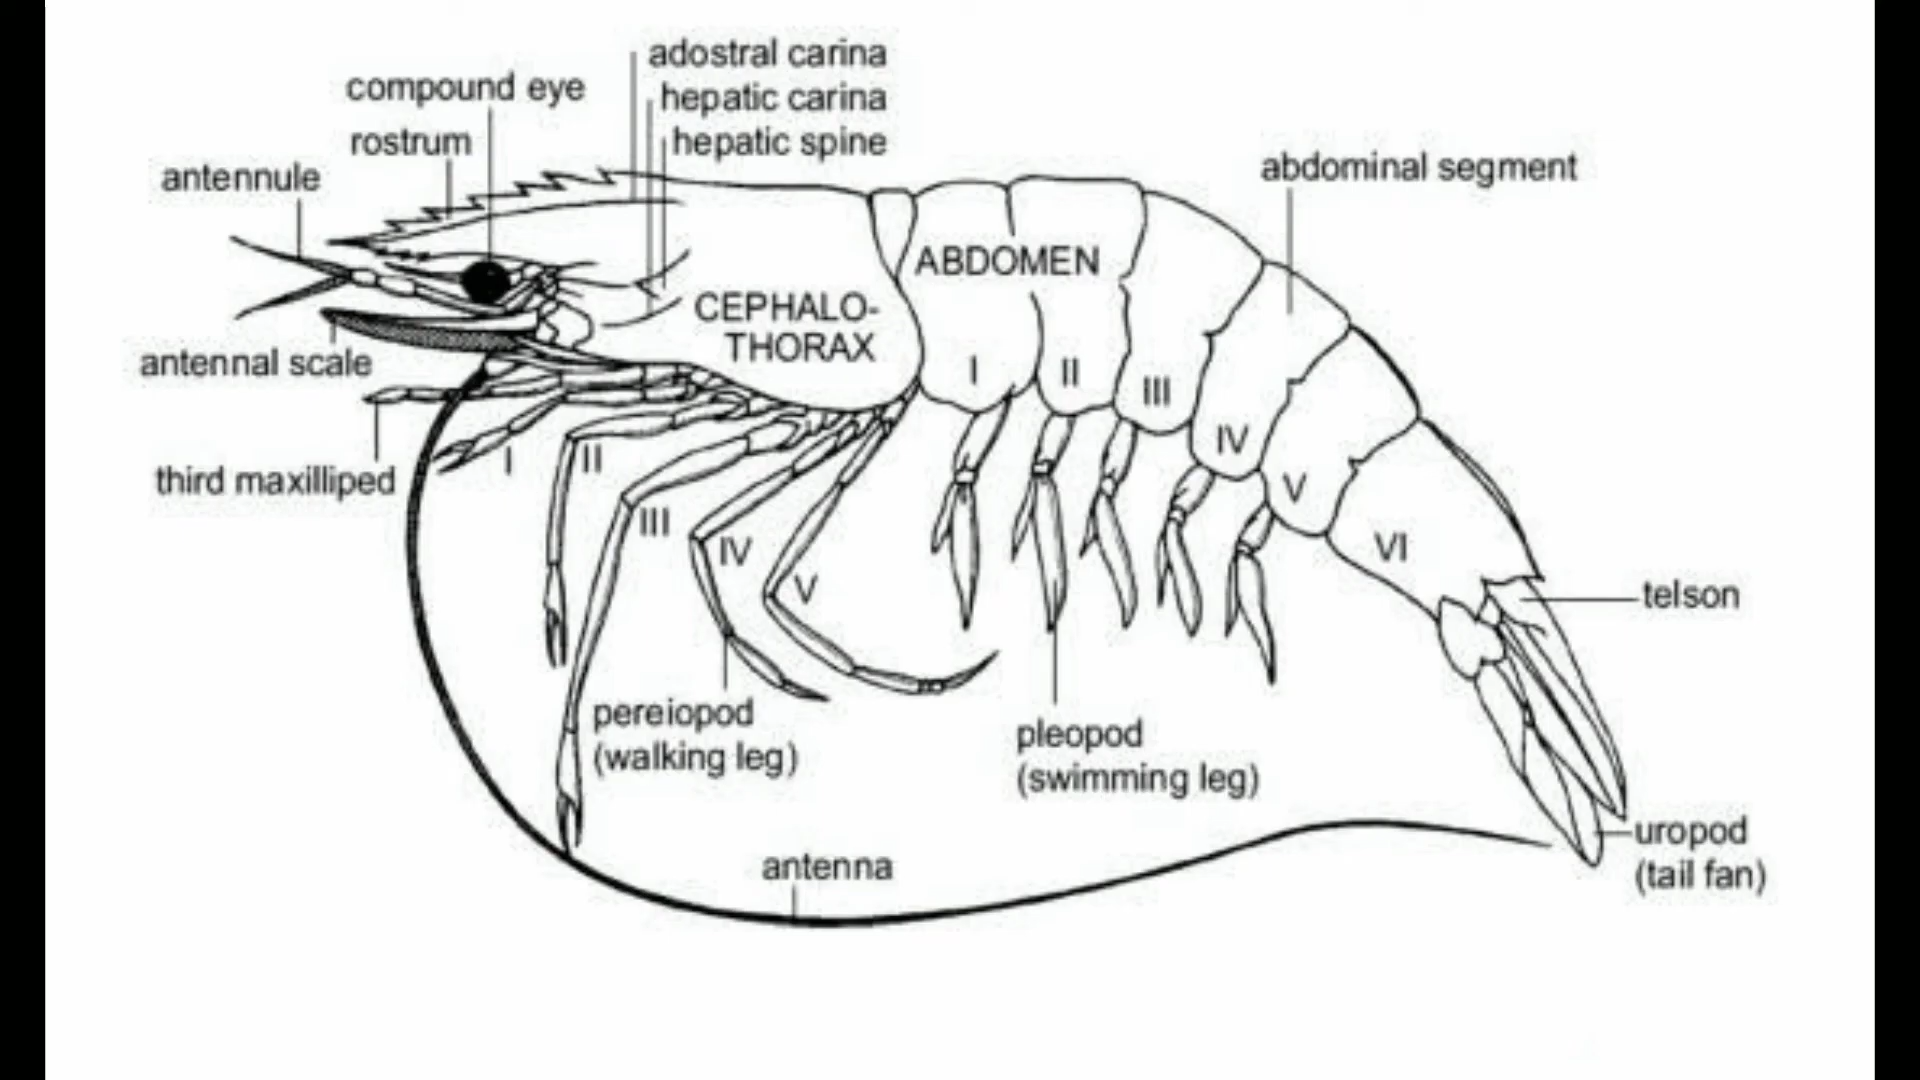 adostral carina
compound eye
hepatic carina
rostrum
hepatic spine
antennule
abdominal segment
ABDOMEN
CEPHALO-
THORAX
antennal scale
I
II
III
IV
V
VI
third maxilliped
I
II
III
IV
V
telson
pereiopod
(walking leg)
pleopod
(swimming leg)
antenna
uropod
(tail fan)